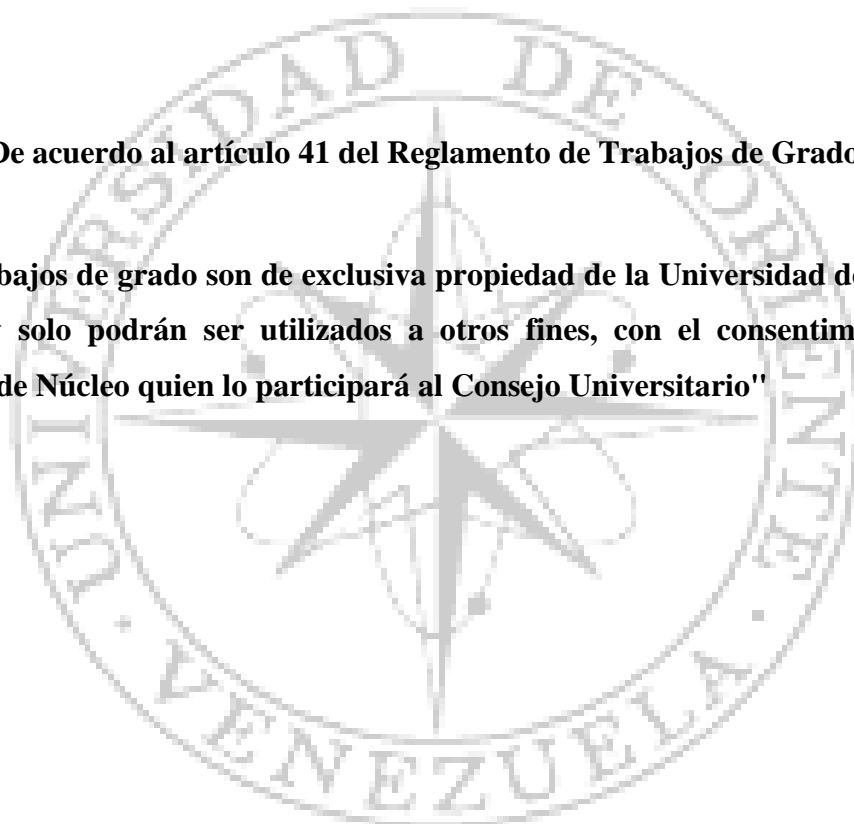 UNIVERSIDAD DE ORIENTE
De acuerdo al artículo 41 del Reglamento de Trabajos de Grado
bajos de grado son de exclusiva propiedad de la Universidad de
solo podrán ser utilizados a otros fines, con el consentim
de Núcleo quien lo participará al Consejo Universitario"
VENEZUELA